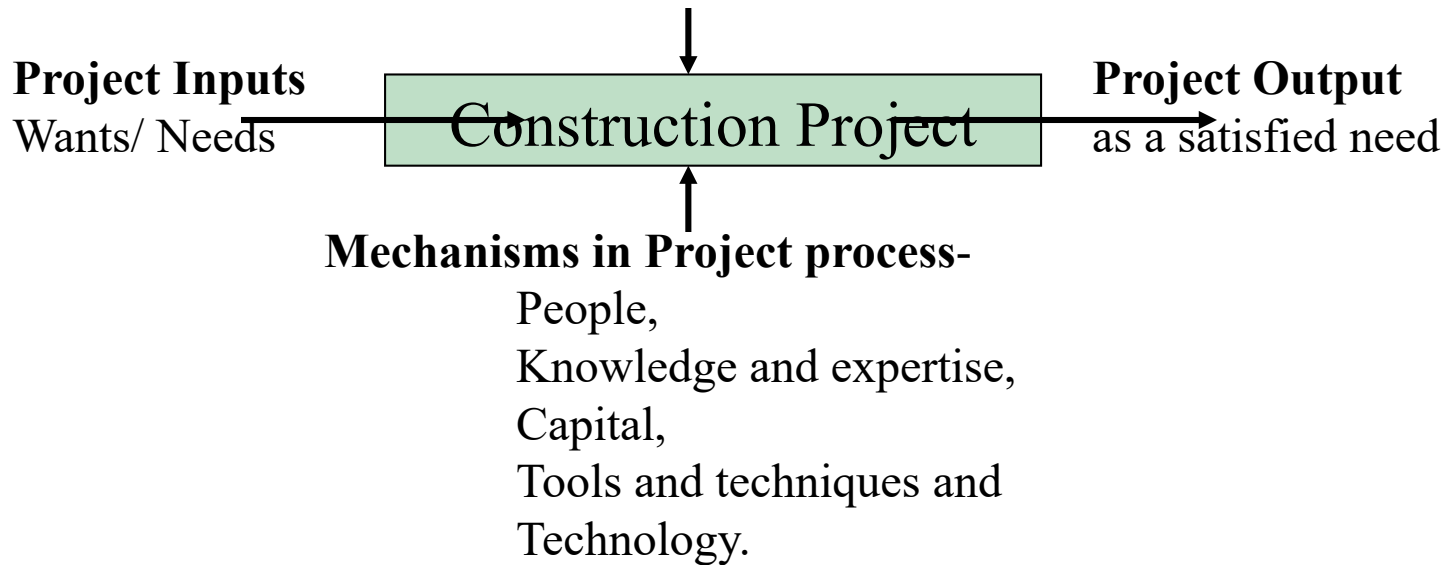 Project Inputs
Wants/ Needs
Construction Project
Project Output
as a satisfied need
Mechanisms in Project process-
People,
Knowledge and expertise,
Capital,
Tools and techniques and
Technology.